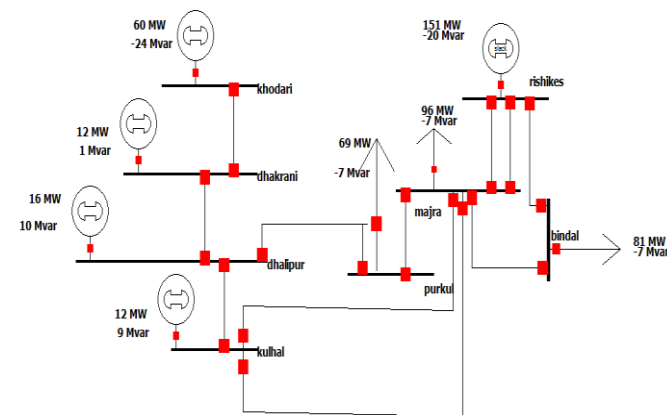 60 MW
-24 Mvar
khodari
12 MW
1 Mvar
dhakrani
16 MW
10 Mvar
dhalipur
12 MW
9 Mvar
kulhal
69 MW
-7 Mvar
purkul
96 MW
-7 Mvar
majra
151 MW
-20 Mvar
slack
rishikes
bindal
81 MW
-7 Mvar